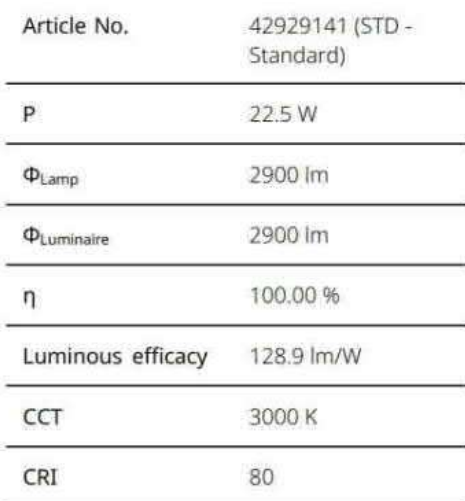 Article No. 42929141 (STD -
Standard)
P 22.5 W
ΦLamp 2900 lm
ΦLuminaire 2900 lm
η 100.00 %
Luminous efficacy 128.9 lm/W
CCT 3000 K
CRI 80